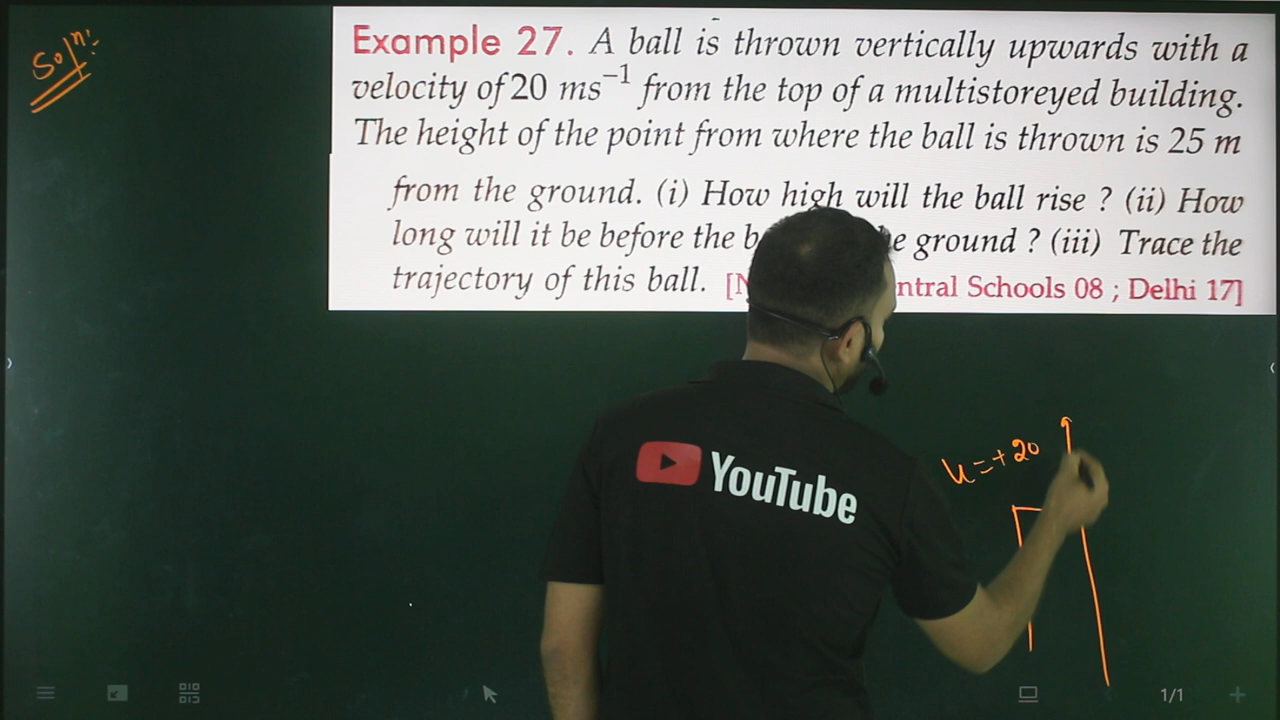 Solⁿ:
Example 27. A ball is thrown vertically upwards with a
velocity of 20 ms⁻¹ from the top of a multistoreyed building.
The height of the point from where the ball is thrown is 25 m
from the ground. (i) How high will the ball rise ? (ii) How
long will it be before the b e ground ? (iii) Trace the
trajectory of this ball. [N ntral Schools 08 ; Delhi 17]
u = +20
YouTube
1/1